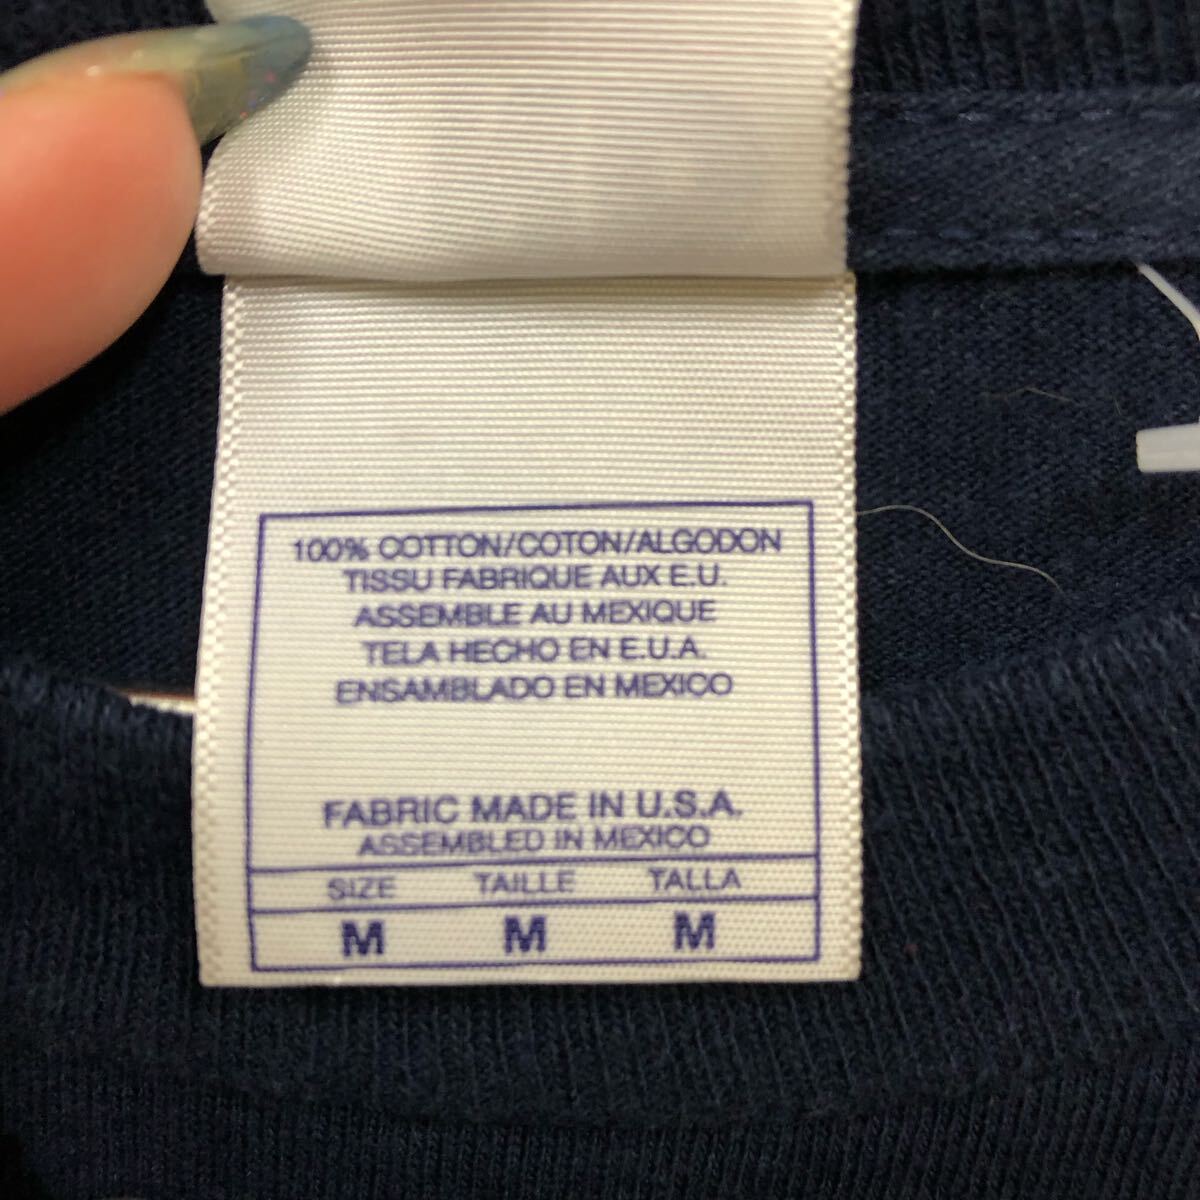 100% COTTON/COTON/ALGODON
TISSU FABRIQUE AUX E.U.
ASSEMBLE AU MEXIQUE
TELA HECHO EN E.U.A.
ENSAMBLADO EN MEXICO
FABRIC MADE IN U.S.A.
ASSEMBLED IN MEXICO
SIZE TAILLE TALLA
M M M